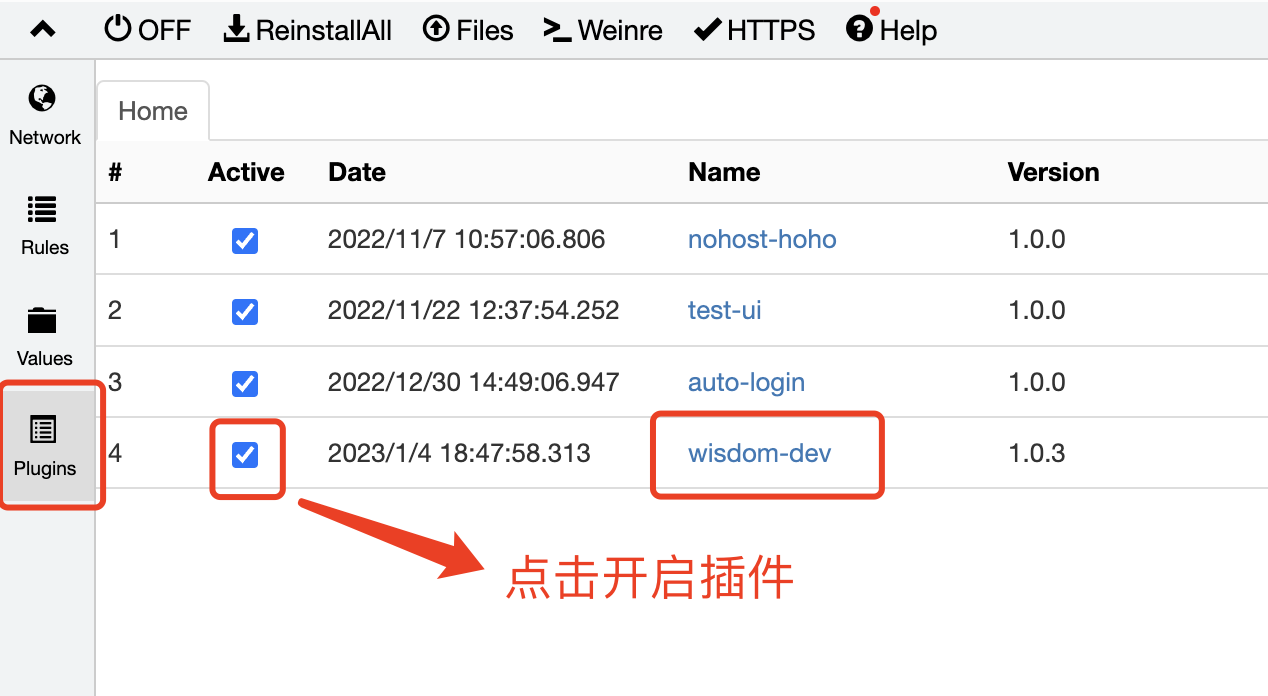 OFF ReinstallAll Files Weinre HTTPS Help
Network
Rules
Values
Plugins
Home
# Active Date Name Version
1 2022/11/7 10:57:06.806 nohost-hoho 1.0.0
2 2022/11/22 12:37:54.252 test-ui 1.0.0
3 2022/12/30 14:49:06.947 auto-login 1.0.0
4 2023/1/4 18:47:58.313 wisdom-dev 1.0.3
点击开启插件